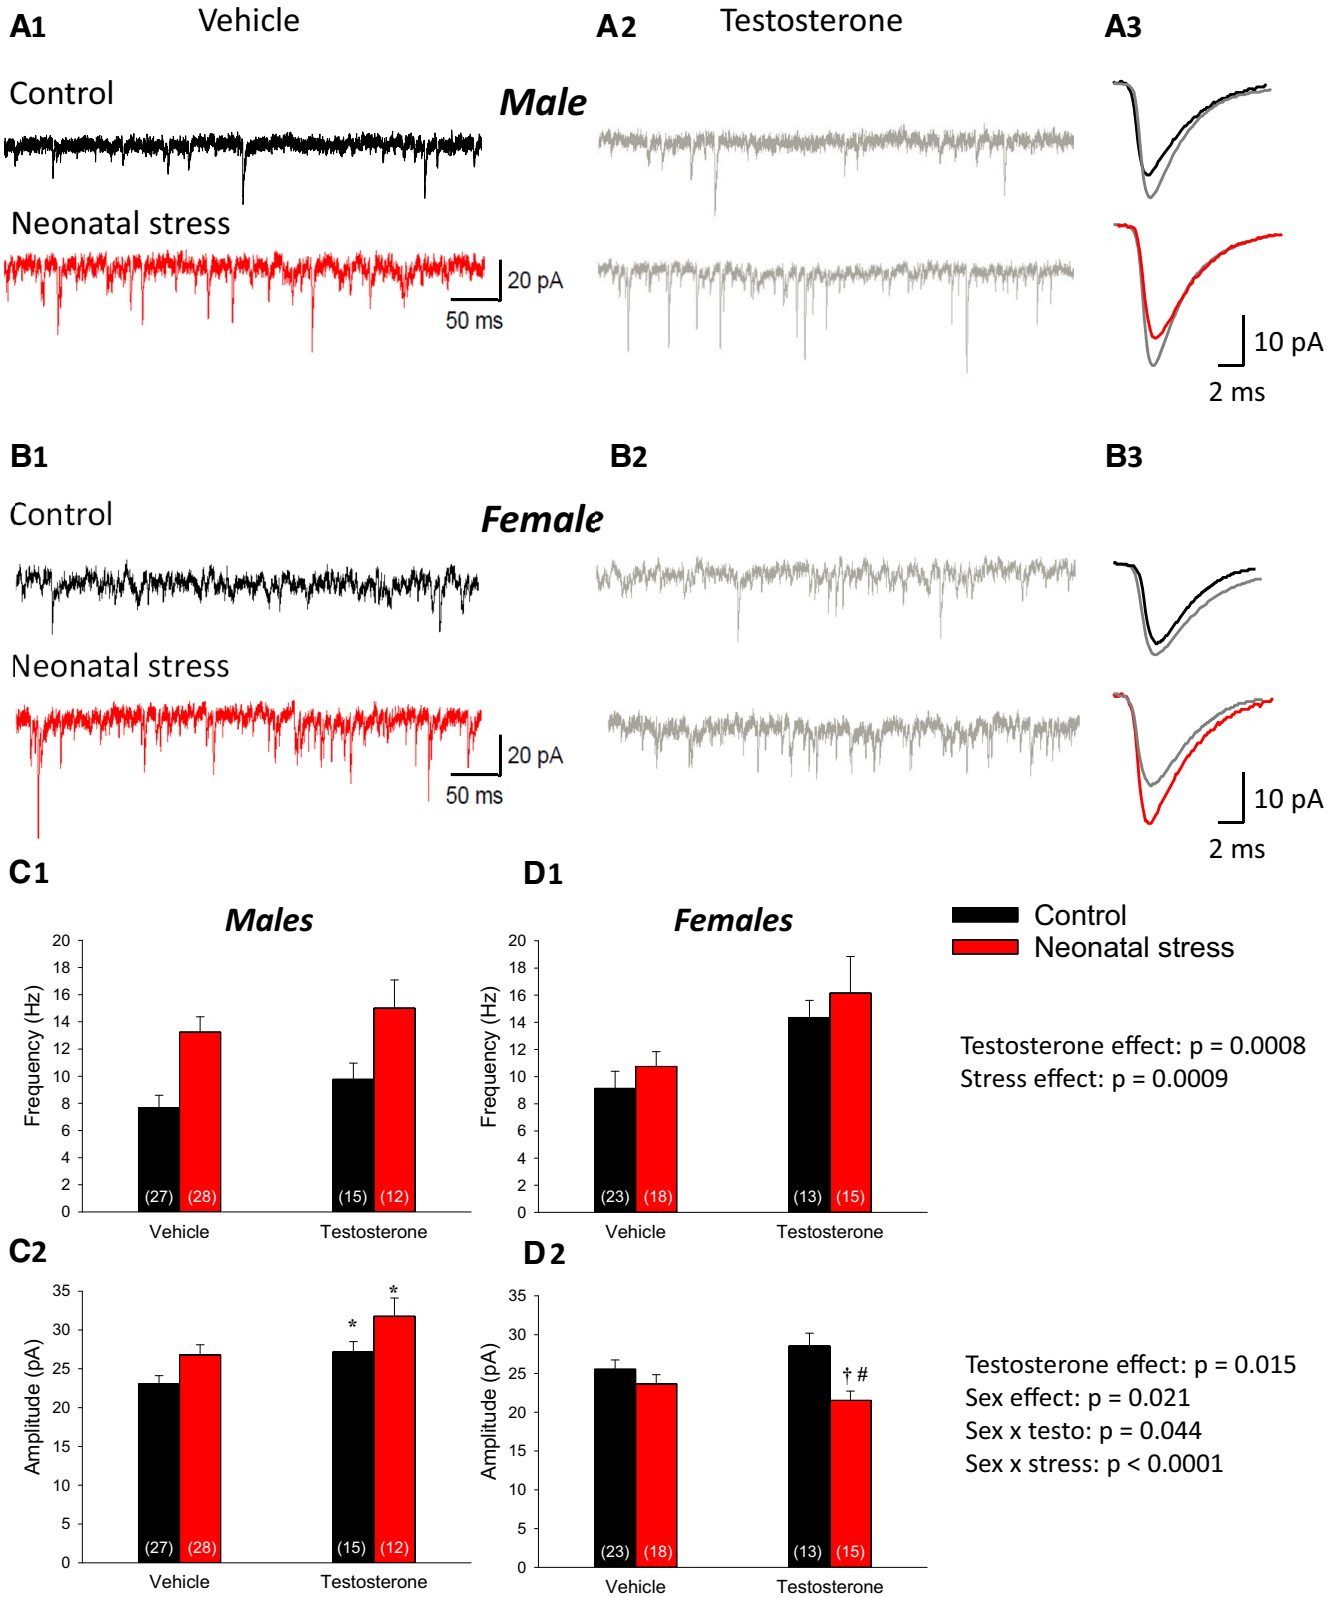 A1 Vehicle A2 Testosterone A3
Control
Male
Neonatal stress
20 pA
50 ms
10 pA
2 ms
B1 B2 B3
Control
Female
Neonatal stress
20 pA
50 ms
10 pA
2 ms
C1
Males
Frequency (Hz)
20
18
16
14
12
10
8
6
4
2
0
(27) (28) (15) (12)
Vehicle Testosterone
D1
Females
Frequency (Hz)
20
18
16
14
12
10
8
6
4
2
0
(23) (18) (13) (15)
Vehicle Testosterone
Control
Neonatal stress
Testosterone effect: p = 0.0008
Stress effect: p = 0.0009
C2
Amplitude (pA)
35
30
25
20
15
10
5
0
* *
(27) (28) (15) (12)
Vehicle Testosterone
D2
Amplitude (pA)
35
30
25
20
15
10
5
0
† #
(23) (18) (13) (15)
Vehicle Testosterone
Testosterone effect: p = 0.015
Sex effect: p = 0.021
Sex x testo: p = 0.044
Sex x stress: p < 0.0001